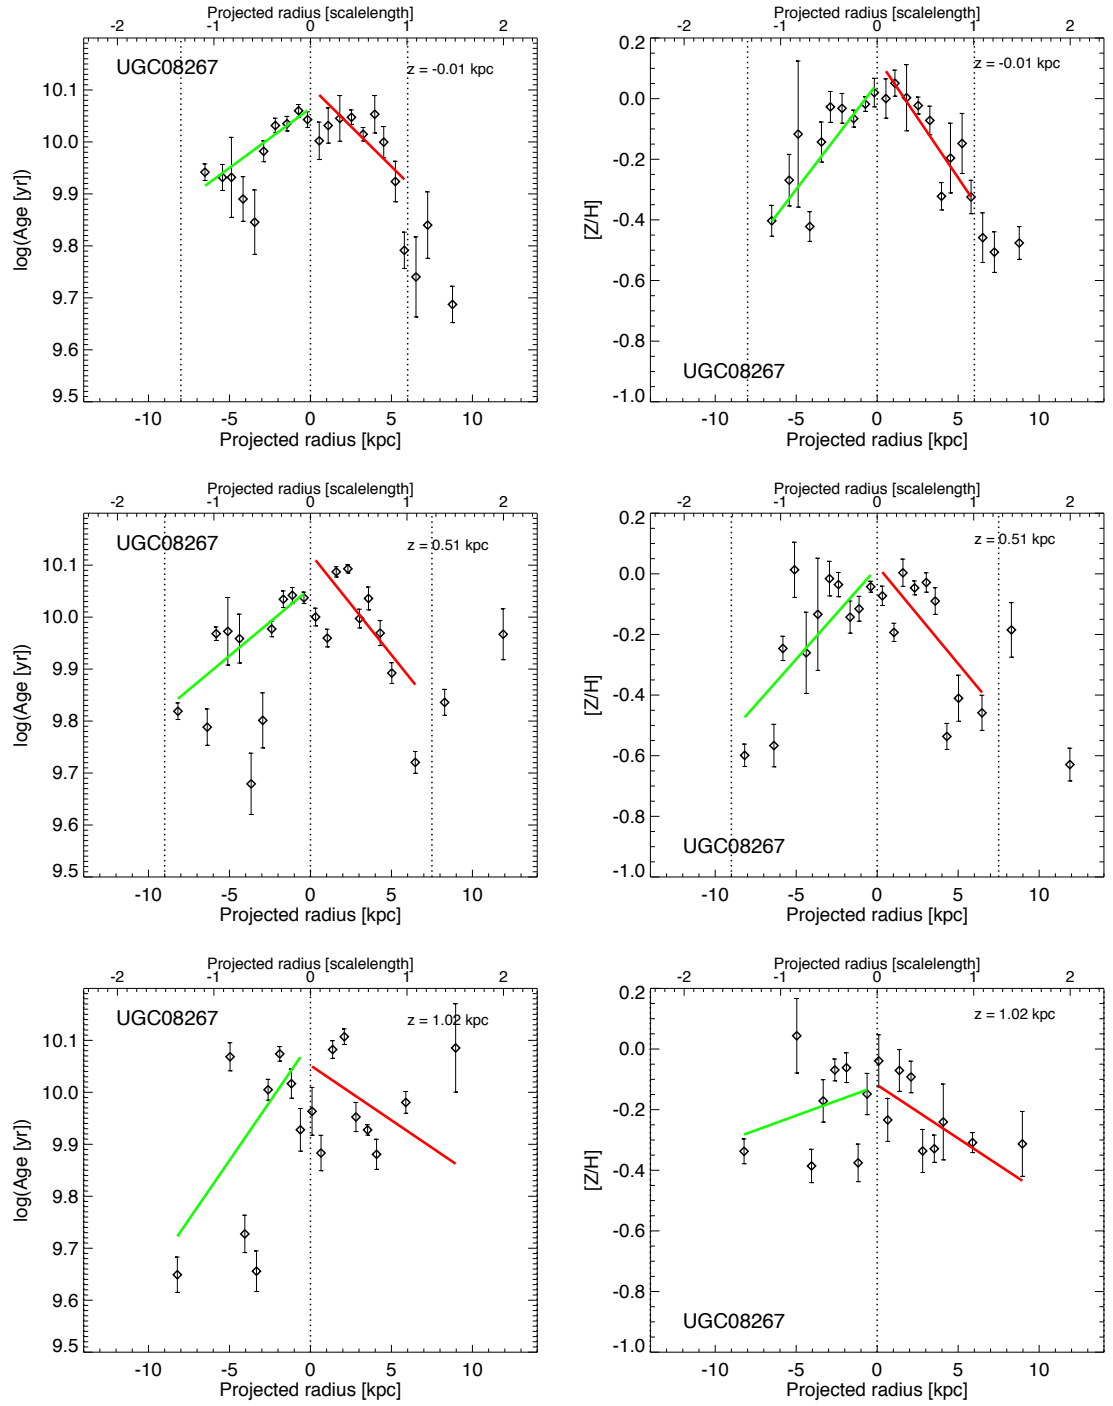 Projected radius [scalelength] Projected radius [scalelength]
-2 -1 0 1 2 -2 -1 0 1 2
UGC08267 z = -0.01 kpc z = -0.01 kpc
10.1
10.0
9.9
9.8
9.7
9.6
9.5
log(Age [yr])
0.2
0.0
-0.2
-0.4
-0.6
-0.8
-1.0
[Z/H]
UGC08267
-10 -5 0 5 10 -10 -5 0 5 10
Projected radius [kpc] Projected radius [kpc]
Projected radius [scalelength] Projected radius [scalelength]
-2 -1 0 1 2 -2 -1 0 1 2
UGC08267 z = 0.51 kpc z = 0.51 kpc
10.1
10.0
9.9
9.8
9.7
9.6
9.5
log(Age [yr])
0.2
0.0
-0.2
-0.4
-0.6
-0.8
-1.0
[Z/H]
UGC08267
-10 -5 0 5 10 -10 -5 0 5 10
Projected radius [kpc] Projected radius [kpc]
Projected radius [scalelength] Projected radius [scalelength]
-2 -1 0 1 2 -2 -1 0 1 2
UGC08267 z = 1.02 kpc z = 1.02 kpc
10.1
10.0
9.9
9.8
9.7
9.6
9.5
log(Age [yr])
0.2
0.0
-0.2
-0.4
-0.6
-0.8
-1.0
[Z/H]
UGC08267
-10 -5 0 5 10 -10 -5 0 5 10
Projected radius [kpc] Projected radius [kpc]